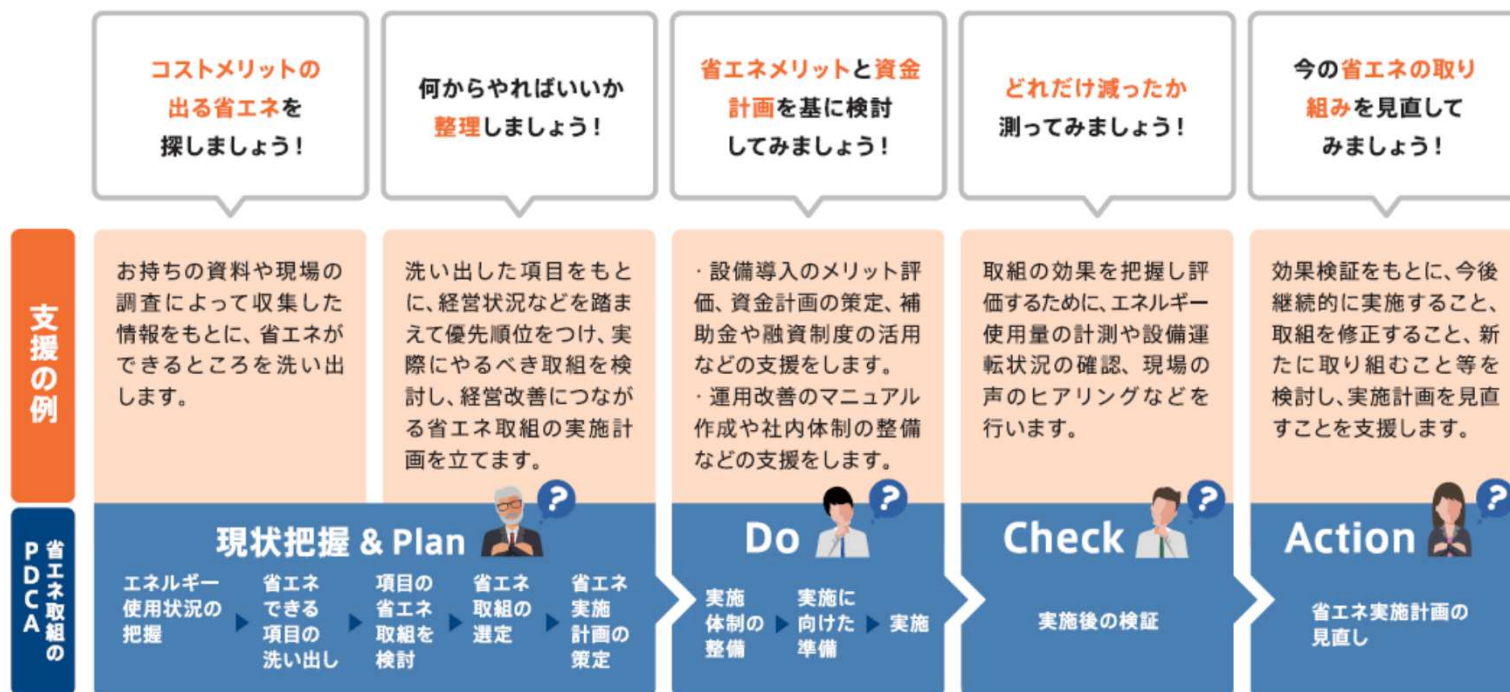 コストメリットの
出る省エネを
探しましょう！
何からやればいいか
整理しましょう！
省エネメリットと資金
計画を基に検討
してみましょう！
どれだけ減ったか
測ってみましょう！
今の省エネの取り
組みを見直して
みましょう！
支援の例
お持ちの資料や現場の
調査によって収集した
情報をもとに、省エネが
できるところを洗い出
します。
洗い出した項目をもと
に、経営状況などを踏ま
えて優先順位をつけ、実
際にやるべき取組を検
討し、経営改善につなが
る省エネ取組の実施計
画を立てます。
・設備導入のメリット評
価、資金計画の策定、補
助金や融資制度の活用
などの支援をします。
・運用改善のマニュアル
作成や社内体制の整備
などの支援をします。
取組の効果を把握し評
価するために、エネルギー
使用量の計測や設備運
転状況の確認、現場の
声のヒアリングなどを
行います。
効果検証をもとに、今後
継続的に実施すること、
取組を修正すること、新
たに取り組むこと等を
検討し、実施計画を見直
すことを支援します。
省エネ取組の
PDCA
現状把握 & Plan
?
エネルギー
使用状況の
把握
省エネ
できる
項目の
洗い出し
項目の
省エネ
取組を
検討
省エネ
取組の
選定
省エネ
実施
計画の
策定
Do
?
実施
体制の
整備
実施に
向けた
準備
実施
Check
?
実施後の検証
Action
?
省エネ実施計画の
見直し